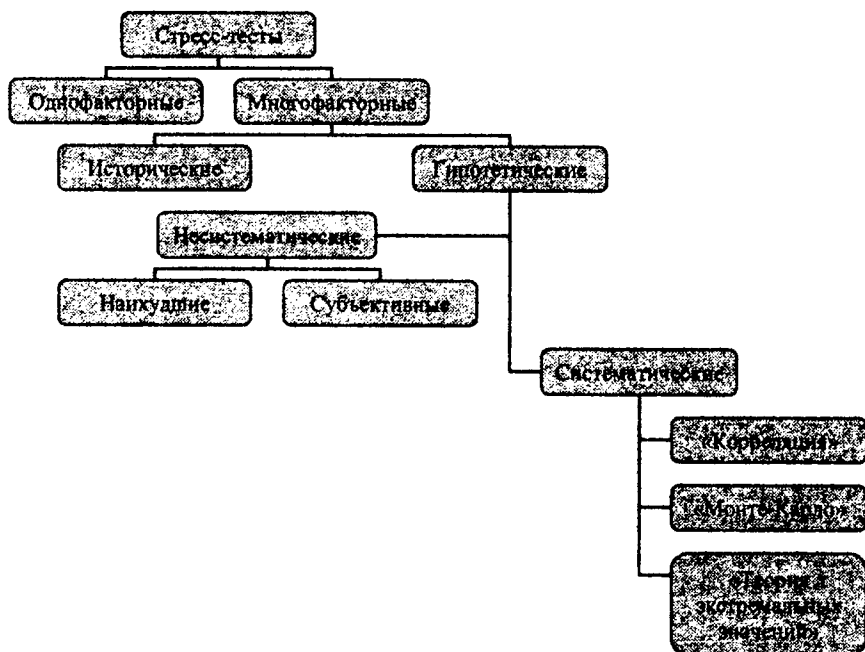 Стресс-тесты
Однофакторные
Многофакторные
Исторические
Гипотетические
Несистематические
Наихудшие
Субъективные
Систематические
«Корреляция»
«Монте-Карло»
«Теория
экстремальных
значений»